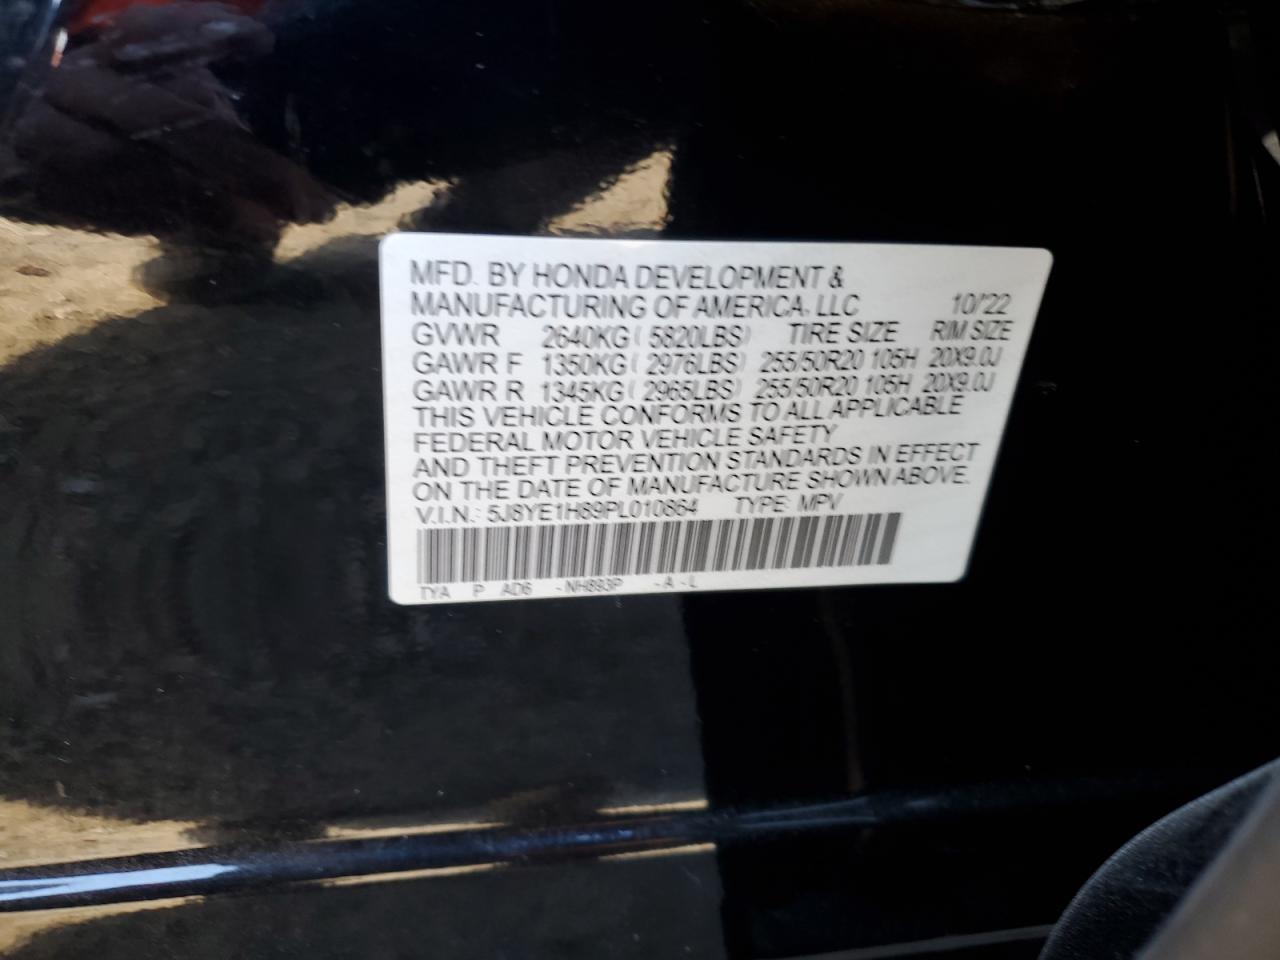 MFD. BY HONDA DEVELOPMENT &
MANUFACTURING OF AMERICA, LLC 10/'22
GVWR 2640KG ( 5820LBS) TIRE SIZE RIM SIZE
GAWR F 1350KG ( 2976LBS) 255/50R20 105H 20X9.0J
GAWR R 1345KG ( 2965LBS) 255/50R20 105H 20X9.0J
THIS VEHICLE CONFORMS TO ALL APPLICABLE
FEDERAL MOTOR VEHICLE SAFETY
AND THEFT PREVENTION STANDARDS IN EFFECT
ON THE DATE OF MANUFACTURE SHOWN ABOVE.
V.I.N.: 5J8YE1H89PL010864 TYPE: MPV
TYA P AD6 -NH893P -A -L